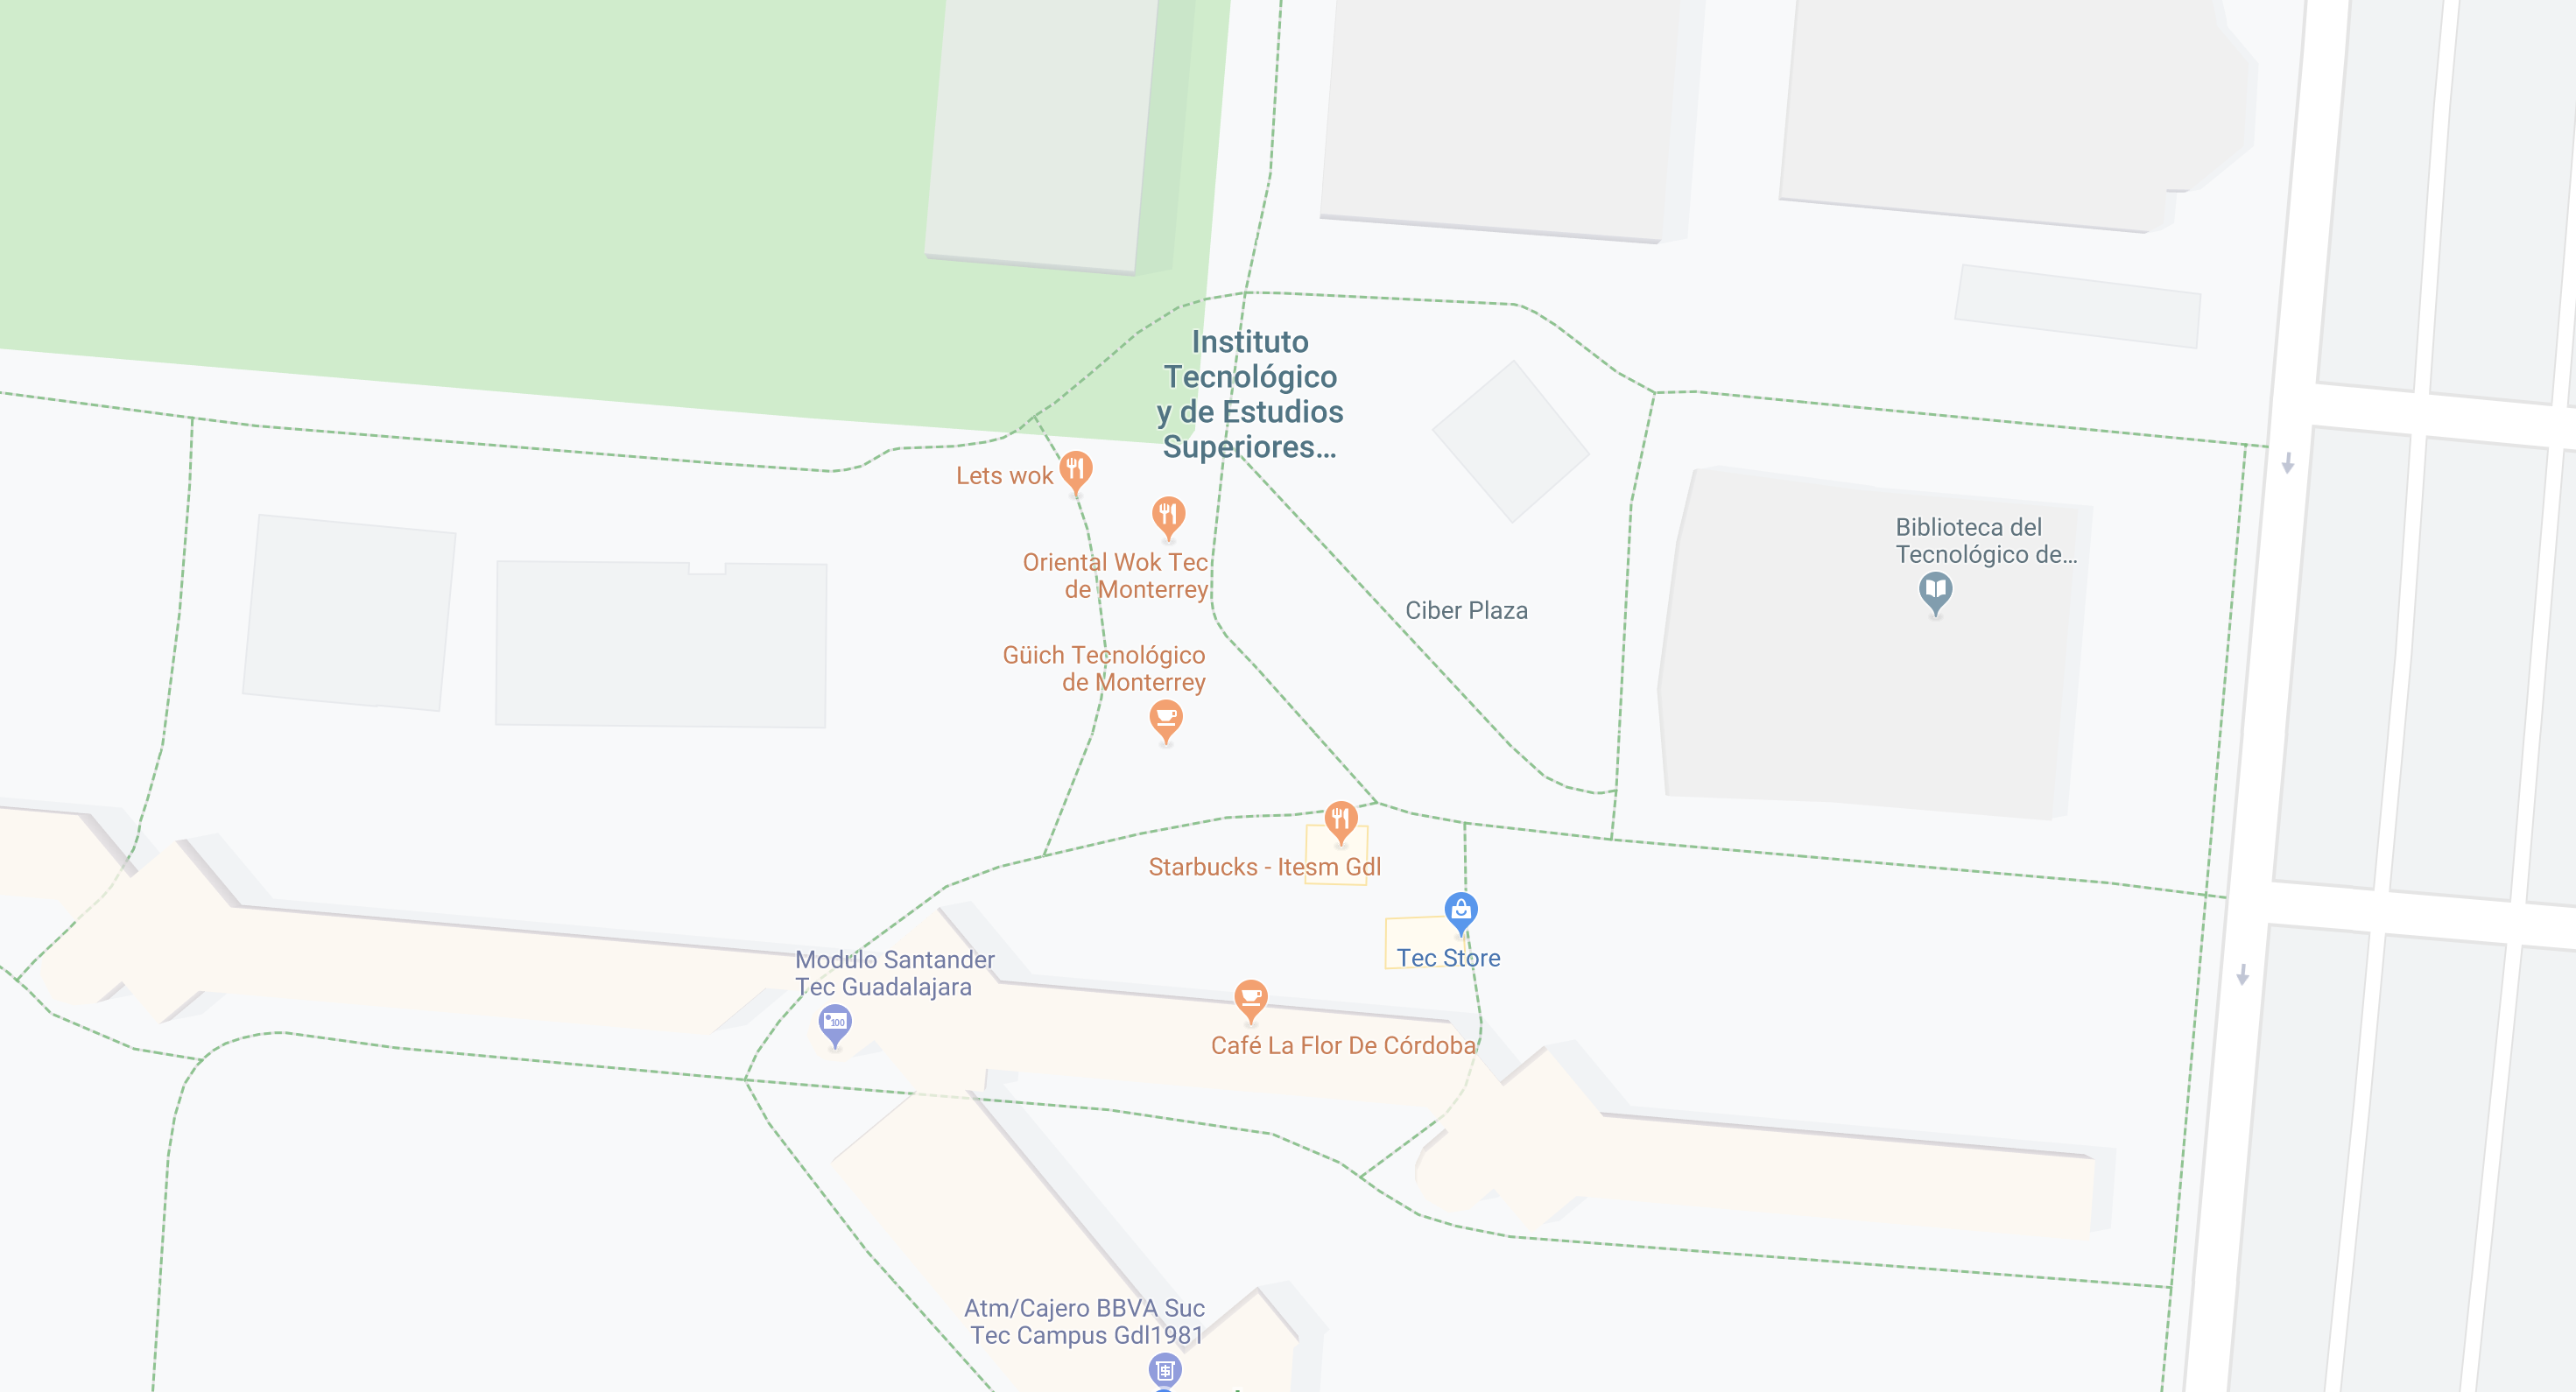 Instituto
Tecnológico
y de Estudios
Superiores...
Lets wok
Oriental Wok Tec
de Monterrey
Biblioteca del
Tecnológico de...
Ciber Plaza
Güich Tecnológico
de Monterrey
Starbucks - Itesm Gdl
Tec Store
Modulo Santander
Tec Guadalajara
100
Café La Flor De Córdoba
Atm/Cajero BBVA Suc
Tec Campus Gdl1981